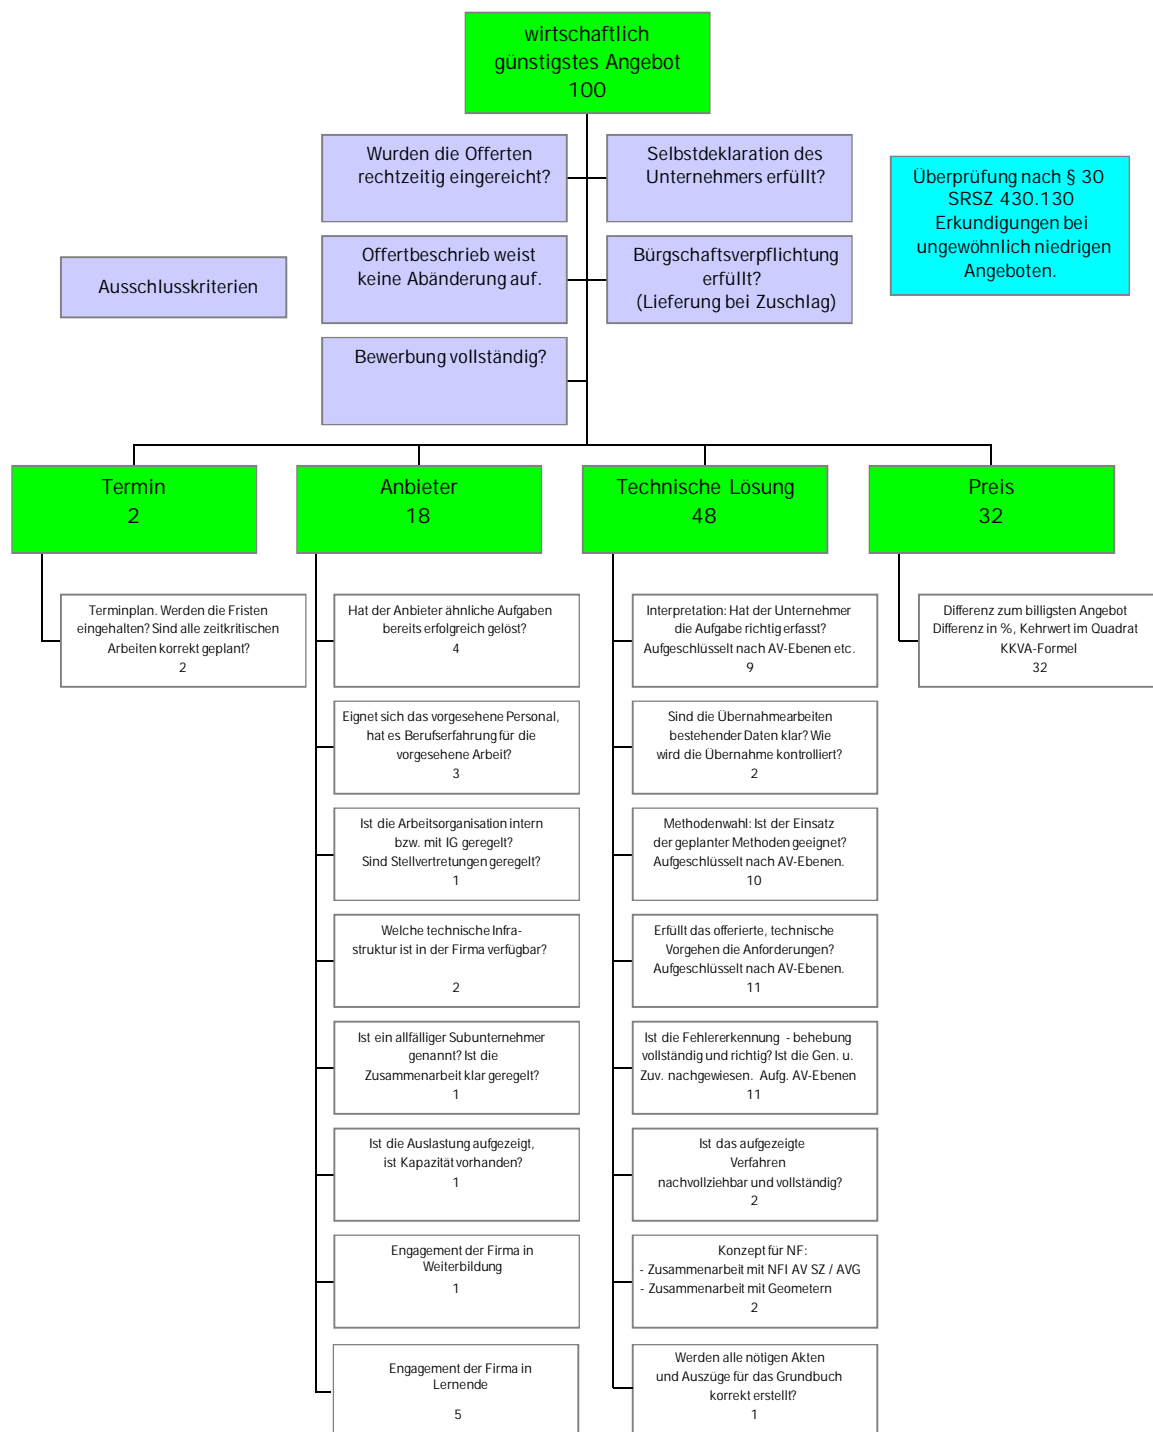 wirtschaftlich
günstigstes Angebot
100
Wurden die Offerten
rechtzeitig eingereicht?
Selbstdeklaration des
Unternehmers erfüllt?
Überprüfung nach § 30
SRSZ 430.130
Erkundigungen bei
ungewöhnlich niedrigen
Angeboten.
Ausschlusskriterien
Offertbeschrieb weist
keine Abänderung auf.
Bürgschaftsverpflichtung
erfüllt?
(Lieferung bei Zuschlag)
Bewerbung vollständig?
Termin
2
Terminplan. Werden die Fristen
eingehalten? Sind alle zeitkritischen
Arbeiten korrekt geplant?
2
Anbieter
18
Hat der Anbieter ähnliche Aufgaben
bereits erfolgreich gelöst?
4
Eignet sich das vorgesehene Personal,
hat es Berufserfahrung für die
vorgesehene Arbeit?
3
Ist die Arbeitsorganisation intern
bzw. mit IG geregelt?
Sind Stellvertretungen geregelt?
1
Welche technische Infra-
struktur ist in der Firma verfügbar?
2
Ist ein allfälliger Subunternehmer
genannt? Ist die
Zusammenarbeit klar geregelt?
1
Ist die Auslastung aufgezeigt,
ist Kapazität vorhanden?
1
Engagement der Firma in
Weiterbildung
1
Engagement der Firma in
Lernende
5
Technische Lösung
48
Interpretation: Hat der Unternehmer
die Aufgabe richtig erfasst?
Aufgeschlüsselt nach AV-Ebenen etc.
9
Sind die Übernahmearbeiten
bestehender Daten klar? Wie
wird die Übernahme kontrolliert?
2
Methodenwahl: Ist der Einsatz
der geplanter Methoden geeignet?
Aufgeschlüsselt nach AV-Ebenen.
10
Erfüllt das offerierte, technische
Vorgehen die Anforderungen?
Aufgeschlüsselt nach AV-Ebenen.
11
Ist die Fehlererkennung - behebung
vollständig und richtig? Ist die Gen. u.
Zuv. nachgewiesen. Aufg. AV-Ebenen
11
Ist das aufgezeigte
Verfahren
nachvollziehbar und vollständig?
2
Konzept für NF:
- Zusammenarbeit mit NFI AV SZ / AVG
- Zusammenarbeit mit Geometern
2
Werden alle nötigen Akten
und Auszüge für das Grundbuch
korrekt erstellt?
1
Preis
32
Differenz zum billigsten Angebot
Differenz in %, Kehrwert im Quadrat
KKVA-Formel
32